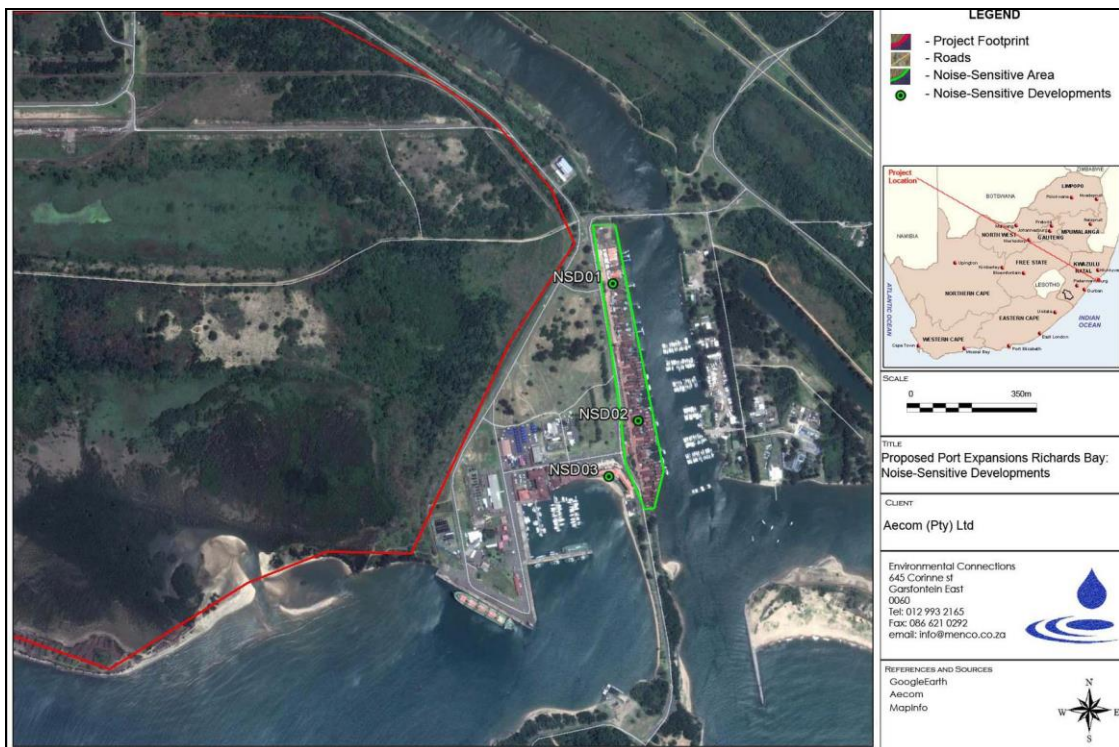 LEGEND
- Project Footprint
- Roads
- Noise-Sensitive Area
- Noise-Sensitive Developments
NSD01
NSD02
NSD03
Project
Location
ZIMBABWE
BOTSWANA
LIMPOPO
NAMIBIA
NORTH WEST
GAUTENG
MPUMALANGA
Upington
FREE STATE
KWAZULU
NATAL
LESOTHO
Durban
NORTHERN CAPE
ATLANTIC OCEAN
EASTERN CAPE
INDIAN
OCEAN
WESTERN CAPE
East London
Cape Town
Mossel Bay
Port Elizabeth
SCALE
0 350m
TITLE
Proposed Port Expansions Richards Bay:
Noise-Sensitive Developments
CLIENT
Aecom (Pty) Ltd
Environmental Connections
645 Corinne st
Garsfontein East
0060
Tel: 012 993 2165
Fax: 086 621 0292
email: info@menco.co.za
REFERENCES AND SOURCES
GoogleEarth
Aecom
MapInfo
N
W E
S